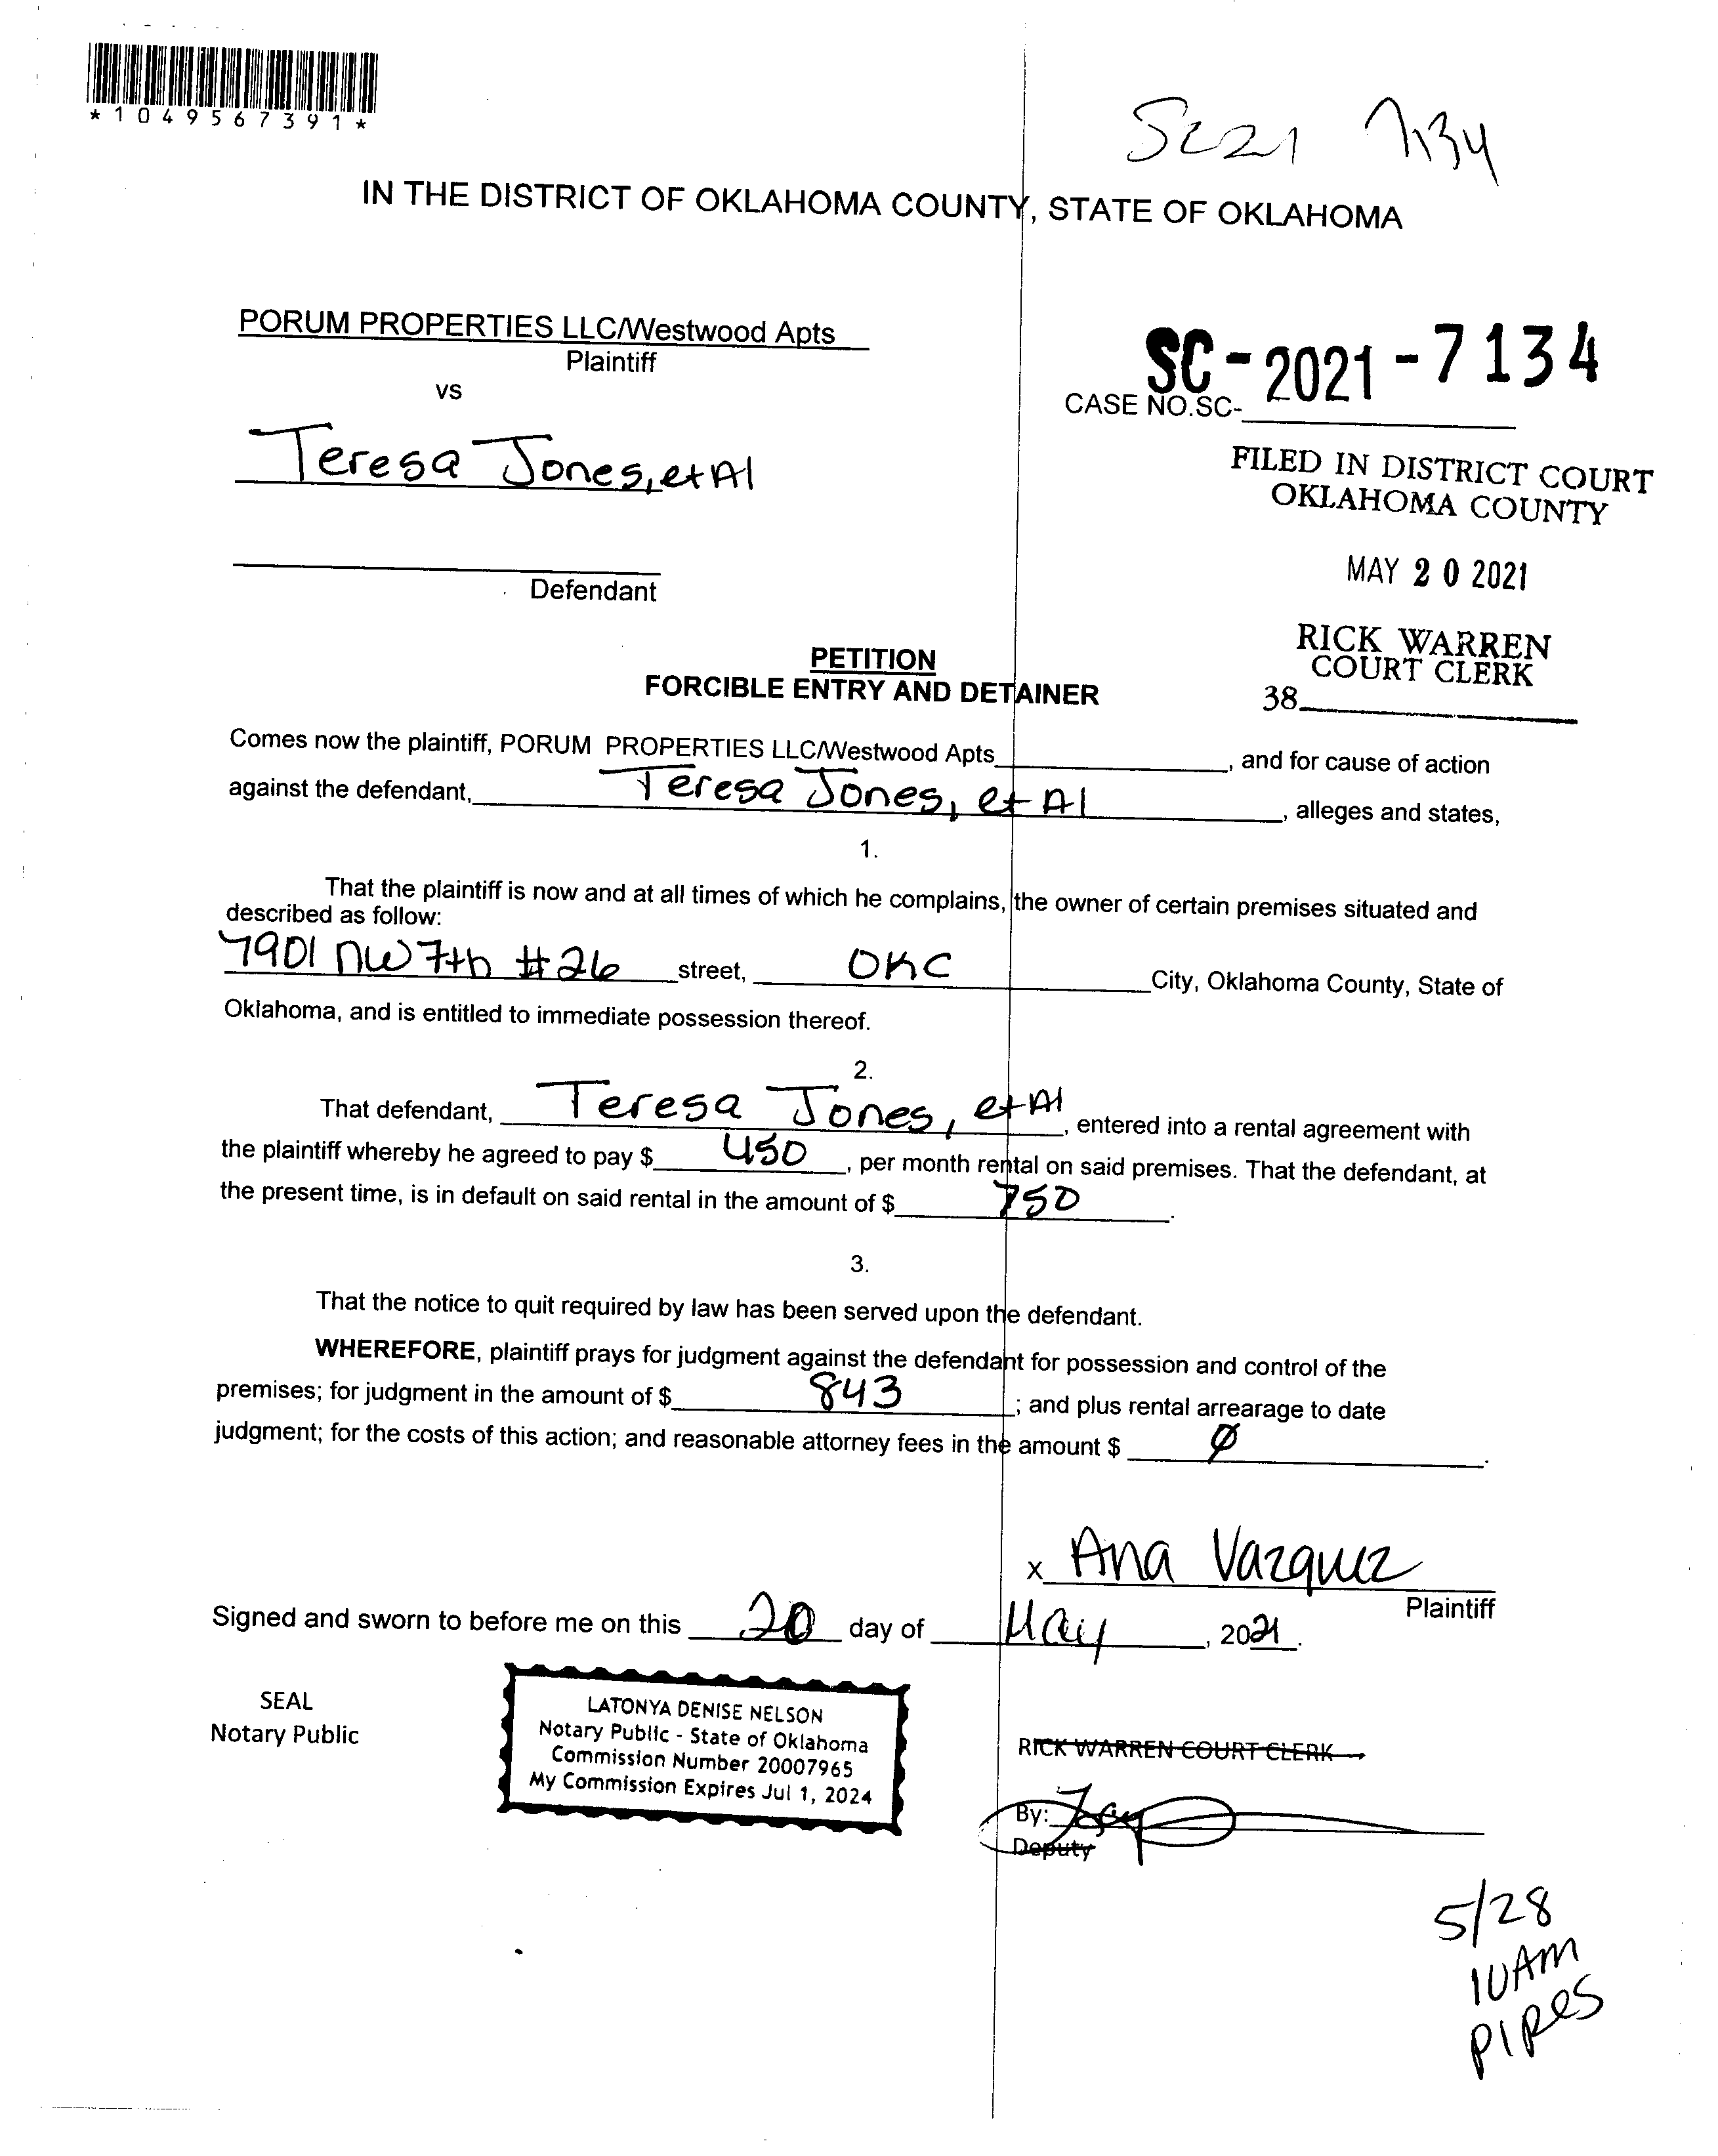 *1049567391*
SC21 7134
IN THE DISTRICT OF OKLAHOMA COUNTY, STATE OF OKLAHOMA
PORUM PROPERTIES LLC/Westwood Apts
Plaintiff
vs
SC-2021-7134
CASE NO.SC-
Teresa Jones, et Al
FILED IN DISTRICT COURT
OKLAHOMA COUNTY
Defendant
MAY 20 2021
RICK WARREN
COURT CLERK
38
PETITION
FORCIBLE ENTRY AND DETAINER
Comes now the plaintiff, PORUM PROPERTIES LLC/Westwood Apts , and for cause of action
against the defendant, Teresa Jones, et Al , alleges and states,
1.
That the plaintiff is now and at all times of which he complains, the owner of certain premises situated and
described as follow:
7901 NW 7th #26 street, OKC City, Oklahoma County, State of
Oklahoma, and is entitled to immediate possession thereof.
2.
That defendant, Teresa Jones, et Al , entered into a rental agreement with
the plaintiff whereby he agreed to pay $ 450 , per month rental on said premises. That the defendant, at
the present time, is in default on said rental in the amount of $ 750 .
3.
That the notice to quit required by law has been served upon the defendant.
WHEREFORE, plaintiff prays for judgment against the defendant for possession and control of the
premises; for judgment in the amount of $ 843 ; and plus rental arrearage to date
judgment; for the costs of this action; and reasonable attorney fees in the amount $ Ø .
x Ana Vazquez
Plaintiff
Signed and sworn to before me on this 20 day of May , 2021 .
SEAL
Notary Public
LATONYA DENISE NELSON
Notary Public - State of Oklahoma
Commission Number 20007965
My Commission Expires Jul 1, 2024
RICK WARREN COURT CLERK
By:
Deputy
5/28
10AM
PIRES